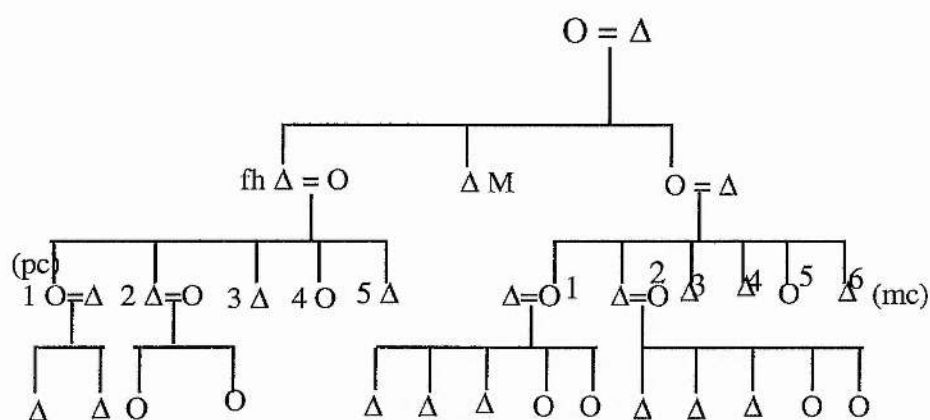 O = Δ
fh Δ = O Δ M O = Δ
(pc) 1 O=Δ 2 Δ=O 3 Δ 4 O 5 Δ Δ=O 1 Δ=O 2 Δ 3 Δ 4 O 5 Δ 6 (mc)
Δ Δ O O Δ Δ Δ O O Δ Δ Δ O O